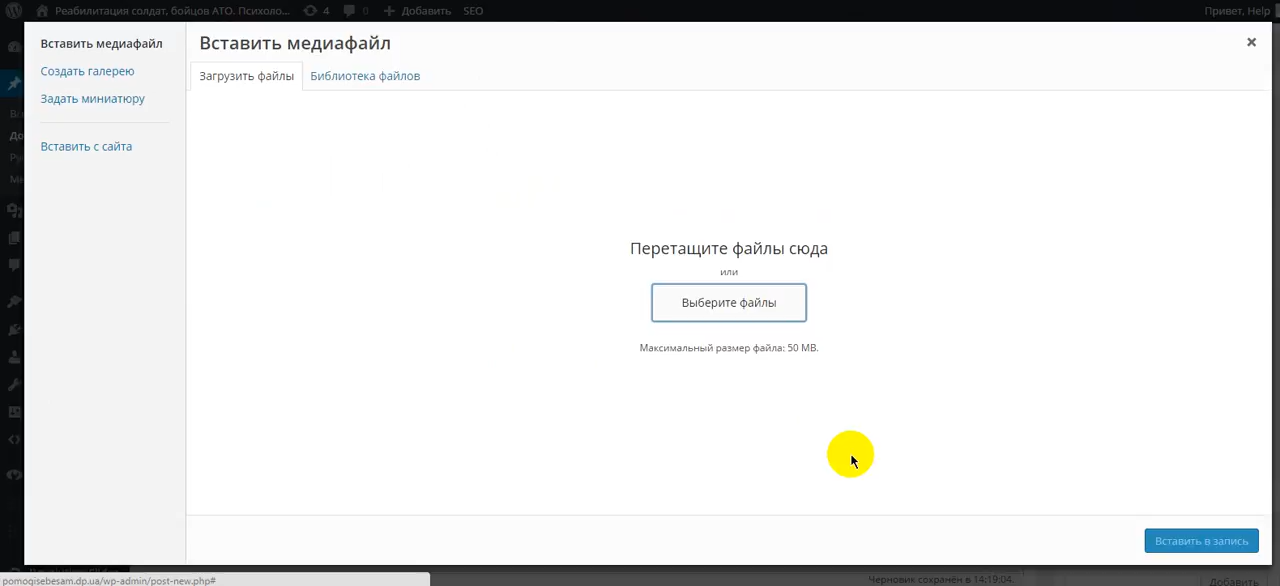 Реабилитация солдат, бойцов АТО. Психоло... 4 0 Добавить SEO Привет, Help
Вставить медиафайл
Создать галерею
Задать миниатюру
Вставить с сайта
Вставить медиафайл
Загрузить файлы Библиотека файлов
Перетащите файлы сюда
или
Выберите файлы
Максимальный размер файла: 50 MB.
Вставить в запись
pomogisebesam.dp.ua/wp-admin/post-new.php#
Черновик сохранён в 14:19:04.
Добавить